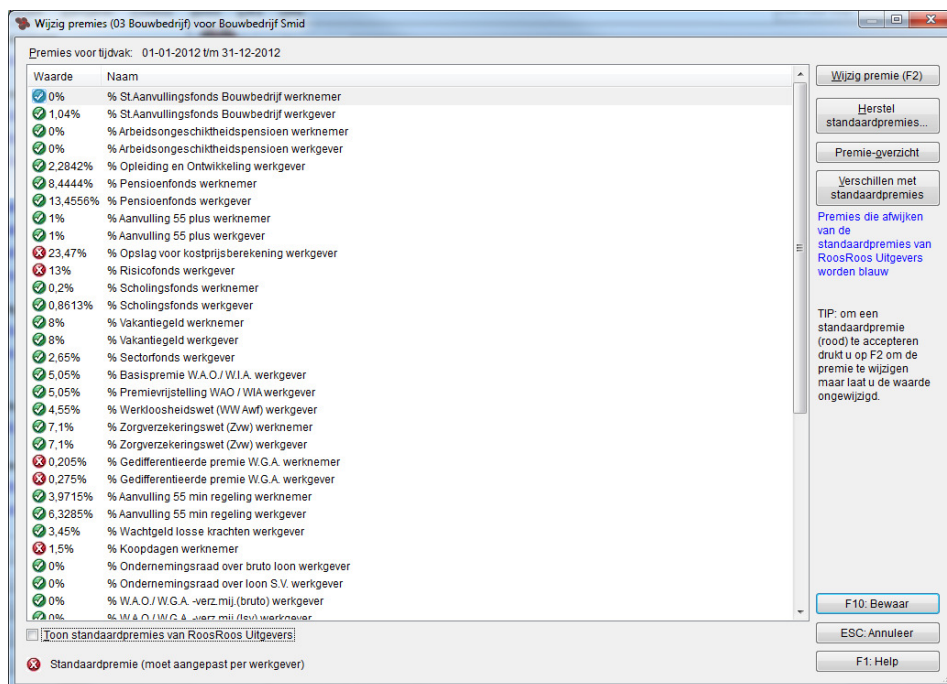 Wijzig premies (03 Bouwbedrijf) voor Bouwbedrijf Smid
Premies voor tijdvak: 01-01-2012 t/m 31-12-2012
Waarde Naam
0% % St.Aanvullingsfonds Bouwbedrijf werknemer
1,04% % St.Aanvullingsfonds Bouwbedrijf werkgever
0% % Arbeidsongeschiktheidspensioen werknemer
0% % Arbeidsongeschiktheidspensioen werkgever
2,2842% % Opleiding en Ontwikkeling werkgever
8,4444% % Pensioenfonds werknemer
13,4556% % Pensioenfonds werkgever
1% % Aanvulling 55 plus werknemer
1% % Aanvulling 55 plus werkgever
23,47% % Opslag voor kostprijsberekening werkgever
13% % Risicofonds werkgever
0,2% % Scholingsfonds werknemer
0,8613% % Scholingsfonds werkgever
8% % Vakantiegeld werknemer
8% % Vakantiegeld werkgever
2,65% % Sectorfonds werkgever
5,05% % Basispremie W.A.O./ W.I.A. werkgever
5,05% % Premievrijstelling WAO / WIA werkgever
4,55% % Werkloosheidswet (WW Awf) werkgever
7,1% % Zorgverzekeringswet (Zvw) werknemer
7,1% % Zorgverzekeringswet (Zvw) werkgever
0,205% % Gedifferentieerde premie W.G.A. werknemer
0,275% % Gedifferentieerde premie W.G.A. werkgever
3,9715% % Aanvulling 55 min regeling werknemer
6,3285% % Aanvulling 55 min regeling werkgever
3,45% % Wachtgeld losse krachten werkgever
1,5% % Koopdagen werknemer
0% % Ondernemingsraad over bruto loon werkgever
0% % Ondernemingsraad over loon S.V. werkgever
0% % W.A.O./ W.G.A. -verz.mij.(bruto) werkgever
0% % W.A.O./ W.G.A. -verz.mij.(lsv) werkgever
Toon standaardpremies van RoosRoos Uitgevers
Standaardpremie (moet aangepast per werkgever)
Wijzig premie (F2)
Herstel
standaardpremies...
Premie-overzicht
Verschillen met
standaardpremies
Premies die afwijken
van de
standaardpremies van
RoosRoos Uitgevers
worden blauw
TIP: om een
standaardpremie
(rood) te accepteren
drukt u op F2 om de
premie te wijzigen
maar laat u de waarde
ongewijzigd.
F10: Bewaar
ESC: Annuleer
F1: Help